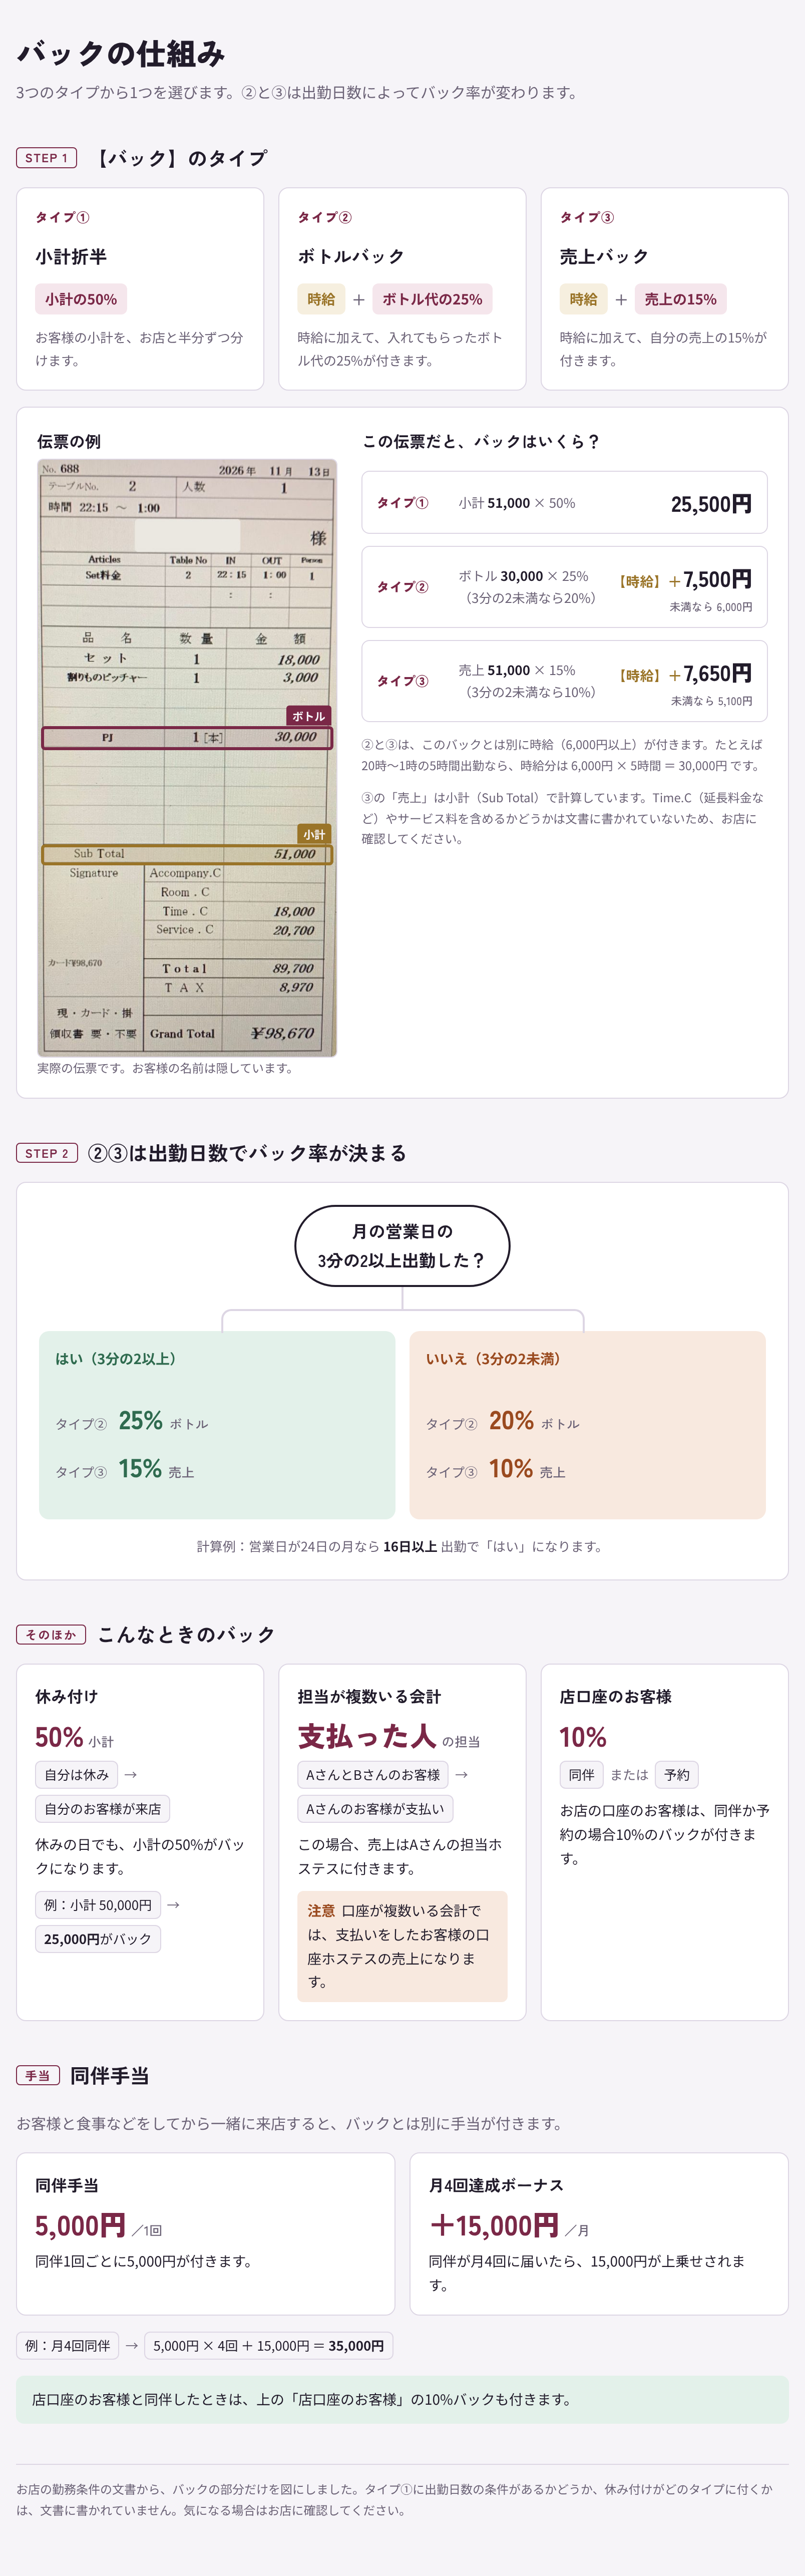 バックの仕組み
3つのタイプから1つを選びます。②と③は出勤日数によってバック率が変わります。
STEP 1 【バック】のタイプ
タイプ①
小計折半
小計の50%
お客様の小計を、お店と半分ずつ分
けます。
タイプ②
ボトルバック
時給 + ボトル代の25%
時給に加えて、入れてもらったボト
ル代の25%が付きます。
タイプ③
売上バック
時給 + 売上の15%
時給に加えて、自分の売上の15%が
付きます。
伝票の例
No. 688 2026年 11月 13日
テーブルNo. 2 人数 1
時間 22:15 ～ 1:00
様
Articles Table No IN OUT Person
Set料金 2 22:15 1:00 1
: :
品 名 数 量 金 額
セット 1 18,000
割りものピッチャー 1 3,000
ボトル
PJ 1 [本] 30,000
小計
Sub Total 51,000
Signature Accompany.C
Room . C
Time . C 18,000
Service . C 20,700
カード¥98,670
Total 89,700
TAX 8,970
現・カード・掛
領収書 要・不要 Grand Total ¥98,670
実際の伝票です。お客様の名前は隠しています。
この伝票だと、バックはいくら？
タイプ① 小計 51,000 × 50% 25,500円
タイプ② ボトル 30,000 × 25% 【時給】+7,500円
（3分の2未満なら20%） 未満なら 6,000円
タイプ③ 売上 51,000 × 15% 【時給】+7,650円
（3分の2未満なら10%） 未満なら 5,100円
②と③は、このバックとは別に時給（6,000円以上）が付きます。たとえば
20時〜1時の5時間出勤なら、時給分は 6,000円 × 5時間 ＝ 30,000円 です。
③の「売上」は小計（Sub Total）で計算しています。Time.C（延長料金な
ど）やサービス料を含めるかどうかは文書に書かれていないため、お店に
確認してください。
STEP 2 ②③は出勤日数でバック率が決まる
月の営業日の
3分の2以上出勤した？
はい（3分の2以上）
タイプ② 25% ボトル
タイプ③ 15% 売上
いいえ（3分の2未満）
タイプ② 20% ボトル
タイプ③ 10% 売上
計算例：営業日が24日の月なら 16日以上 出勤で「はい」になります。
そのほか こんなときのバック
休み付け
50% 小計
自分は休み →
自分のお客様が来店
休みの日でも、小計の50%がバッ
クになります。
例：小計 50,000円 →
25,000円がバック
担当が複数いる会計
支払った人 の担当
AさんとBさんのお客様 →
Aさんのお客様が支払い
この場合、売上はAさんの担当ホ
ステスに付きます。
注意 口座が複数いる会計で
は、支払いをしたお客様の口
座ホステスの売上になりま
す。
店口座のお客様
10%
同伴 または 予約
お店の口座のお客様は、同伴か予
約の場合10%のバックが付きま
す。
手当 同伴手当
お客様と食事などをしてから一緒に来店すると、バックとは別に手当が付きます。
同伴手当
5,000円 ／1回
同伴1回ごとに5,000円が付きます。
月4回達成ボーナス
＋15,000円 ／月
同伴が月4回に届いたら、15,000円が上乗せされま
す。
例：月4回同伴 → 5,000円 × 4回 ＋ 15,000円 ＝ 35,000円
店口座のお客様と同伴したときは、上の「店口座のお客様」の10%バックも付きます。
お店の勤務条件の文書から、バックの部分だけを図にしました。タイプ①に出勤日数の条件があるかどうか、休み付けがどのタイプに付くか
は、文書に書かれていません。気になる場合はお店に確認してください。